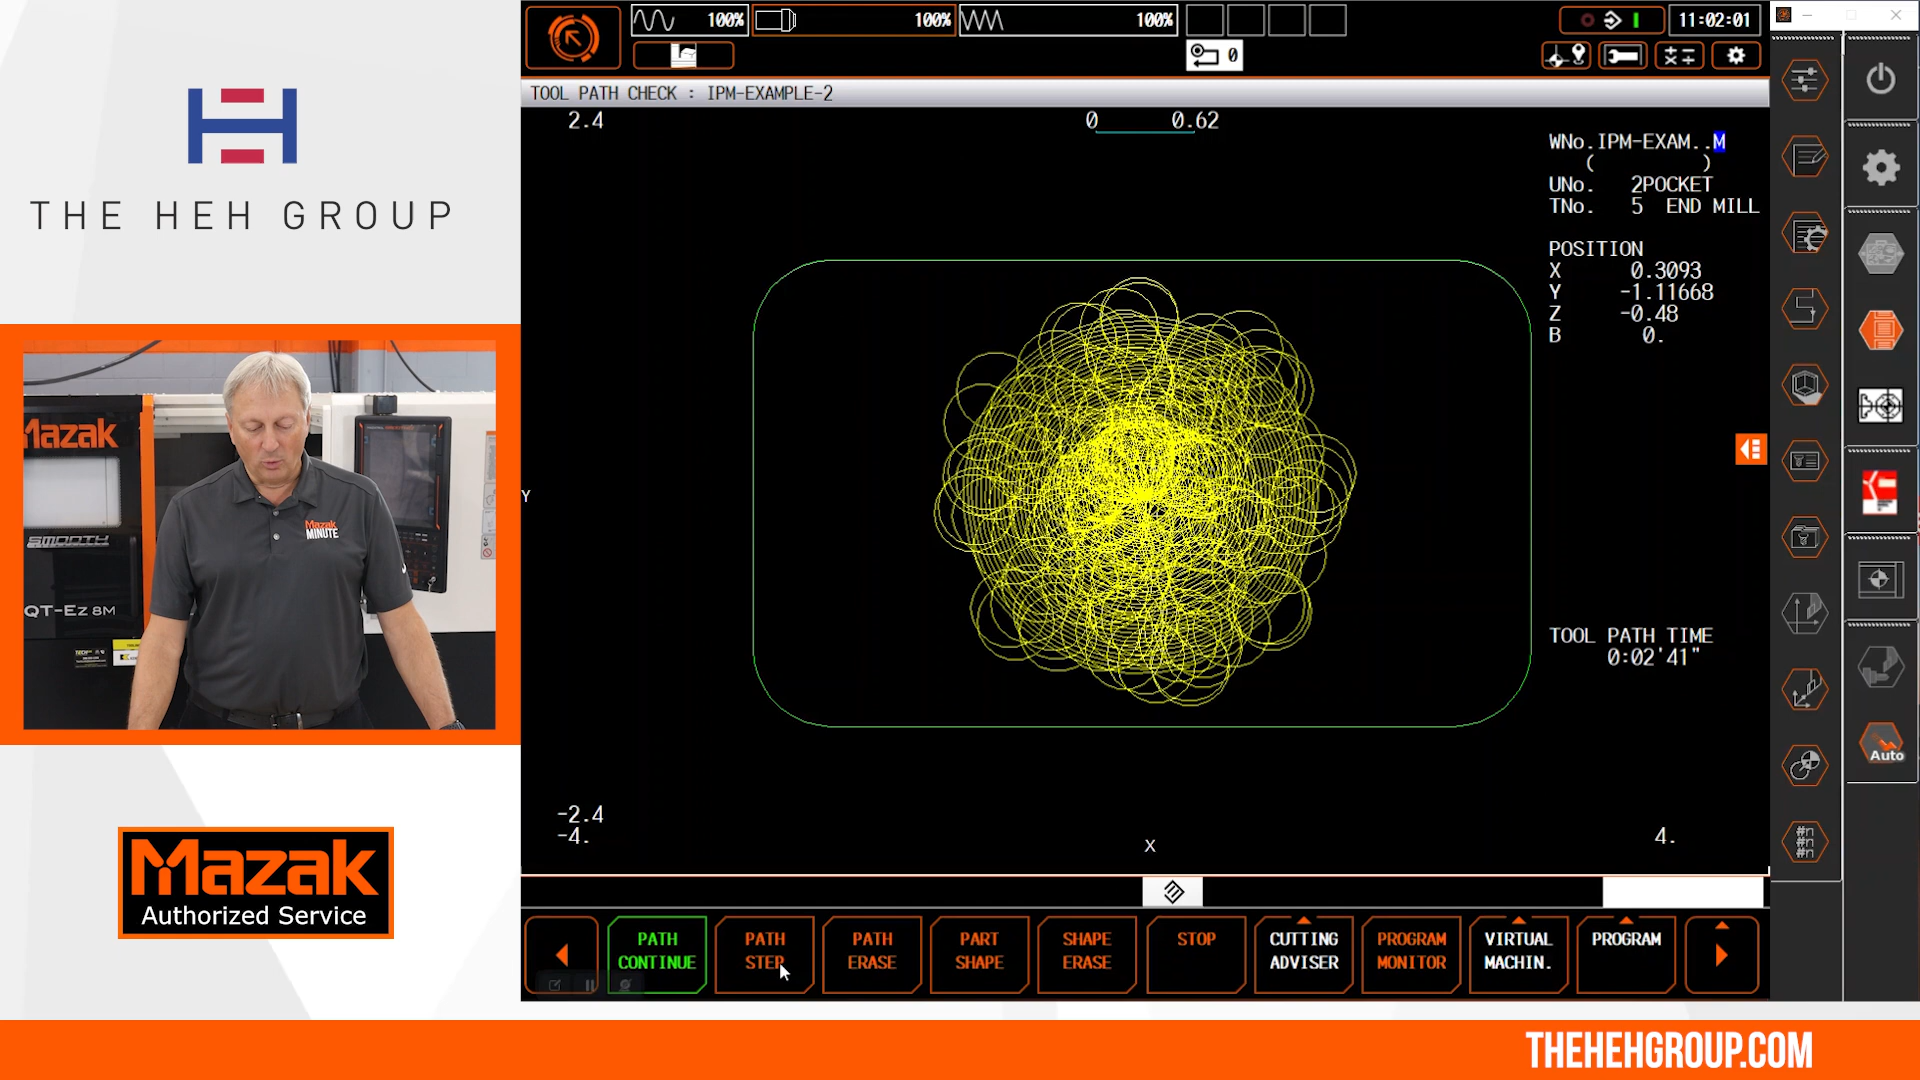 THE HEH GROUP
Mazak
SMOOTH
QT-Ez 8M
Mazak
MINUTE
Mazak
Authorized Service
100%
100%
100%
11:02:01
0
TOOL PATH CHECK : IPM-EXAMPLE-2
2.4
0
0.62
WNo.IPM-EXAM..M
( )
UNo. 2POCKET
TNo. 5 END MILL
POSITION
X 0.3093
Y -1.11668
Z -0.48
B 0.
Y
TOOL PATH TIME
0:02'41"
-2.4
-4.
X
4.
#n
#n
#n
Auto
PATH
CONTINUE
PATH
STEP
PATH
ERASE
PART
SHAPE
SHAPE
ERASE
STOP
CUTTING
ADVISER
PROGRAM
MONITOR
VIRTUAL
MACHIN.
PROGRAM
THEHEHGROUP.COM